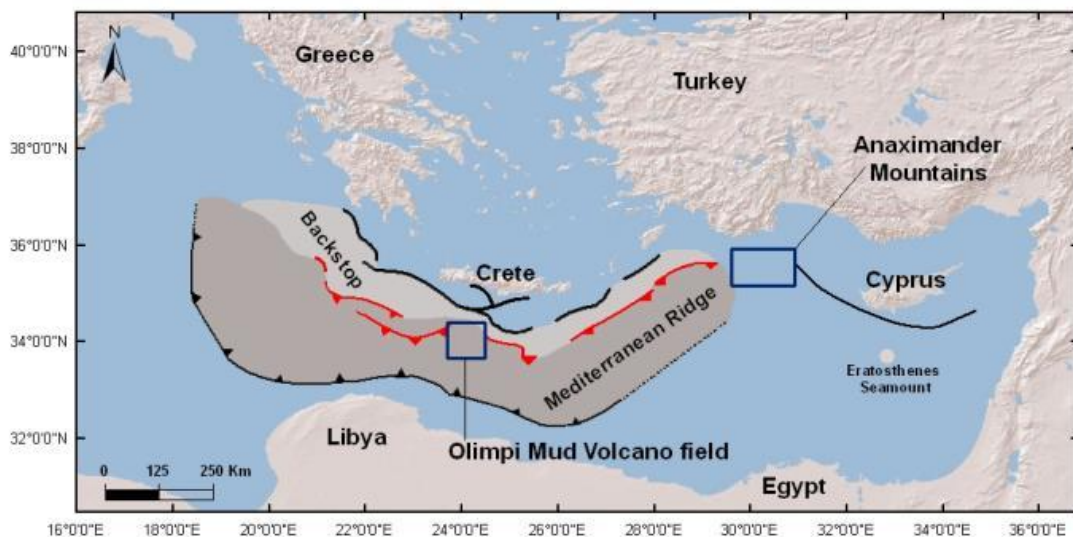 40°0'0"N
38°0'0"N
36°0'0"N
34°0'0"N
32°0'0"N
N
Greece
Turkey
Anaximander
Mountains
Backstop
Crete
Cyprus
Mediterranean Ridge
Eratosthenes
Seamount
Libya
Olimpi Mud Volcano field
Egypt
0 125 250 Km
16°0'0"E 18°0'0"E 20°0'0"E 22°0'0"E 24°0'0"E 26°0'0"E 28°0'0"E 30°0'0"E 32°0'0"E 34°0'0"E 36°0'0"E